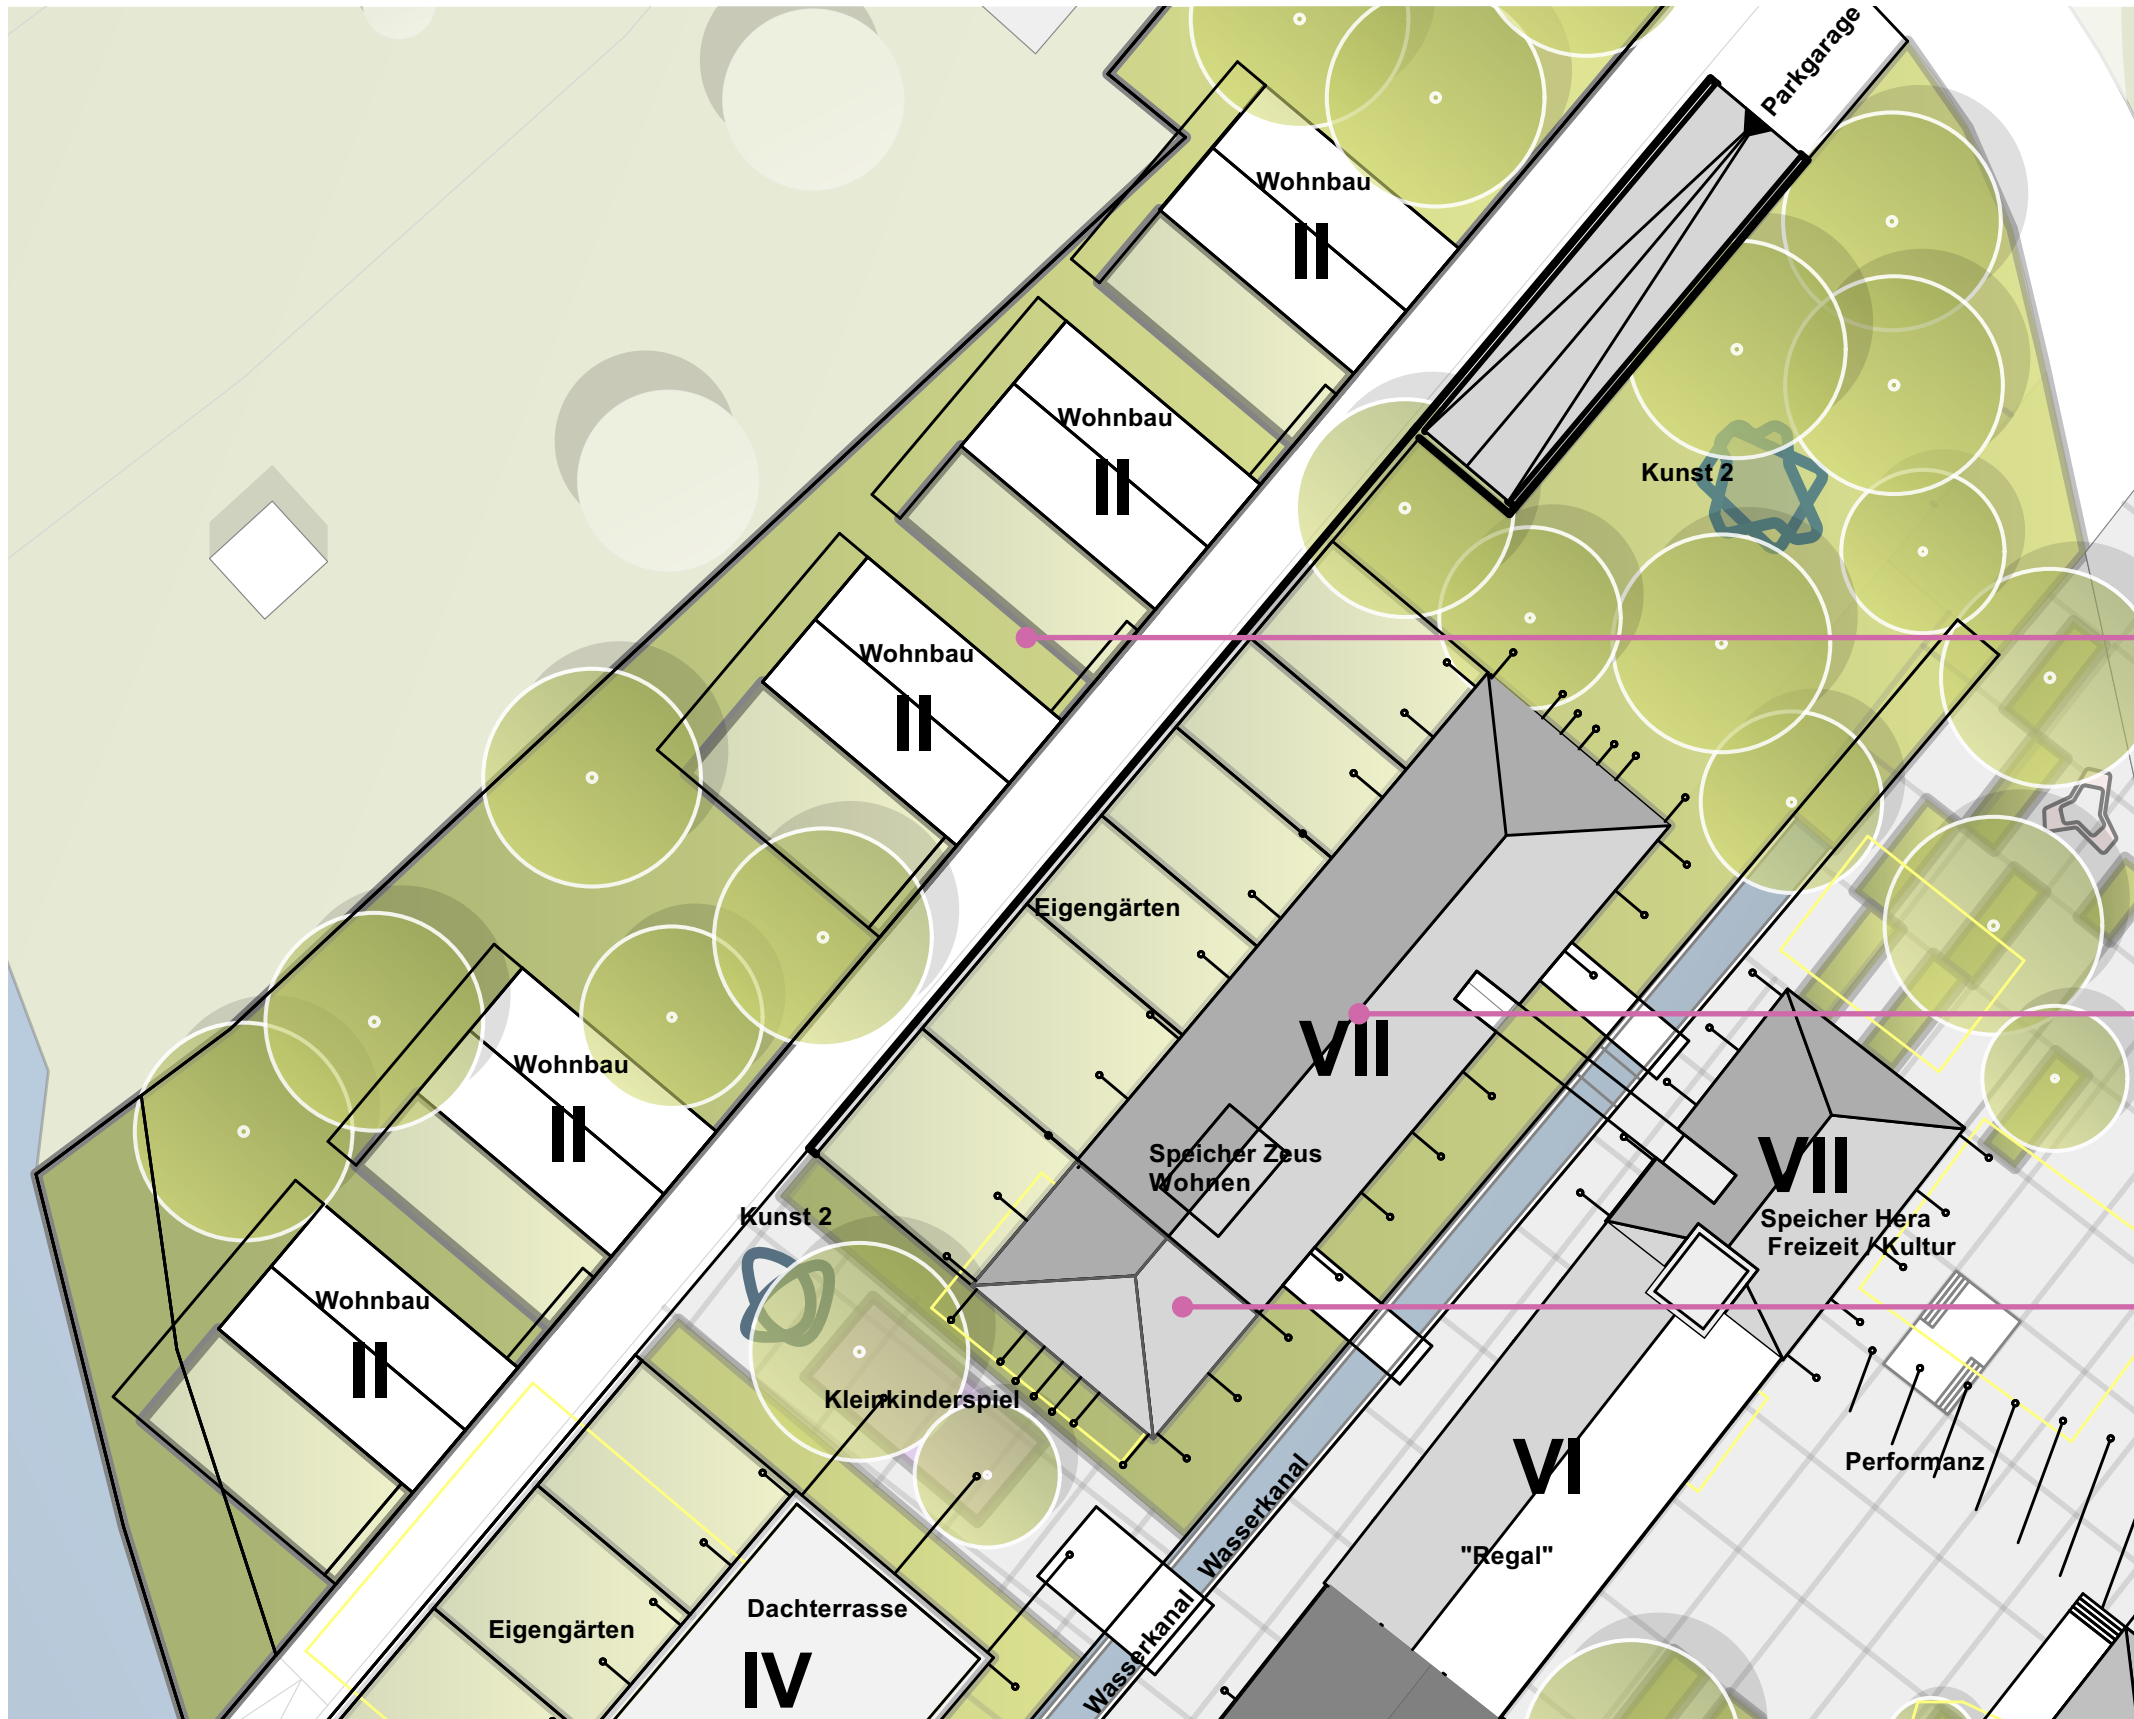 Parkgarage
Wohnbau
II
Wohnbau
II
Kunst 2
Wohnbau
II
Eigengärten
VII
Wohnbau
II
Speicher Zeus
Wohnen
VII
Speicher Hera
Freizeit / Kultur
Kunst 2
Wohnbau
II
Kleinkinderspiel
VI
Performanz
Wasserkanal
"Regal"
Dachterrasse
Eigengärten
Wasserkanal
IV